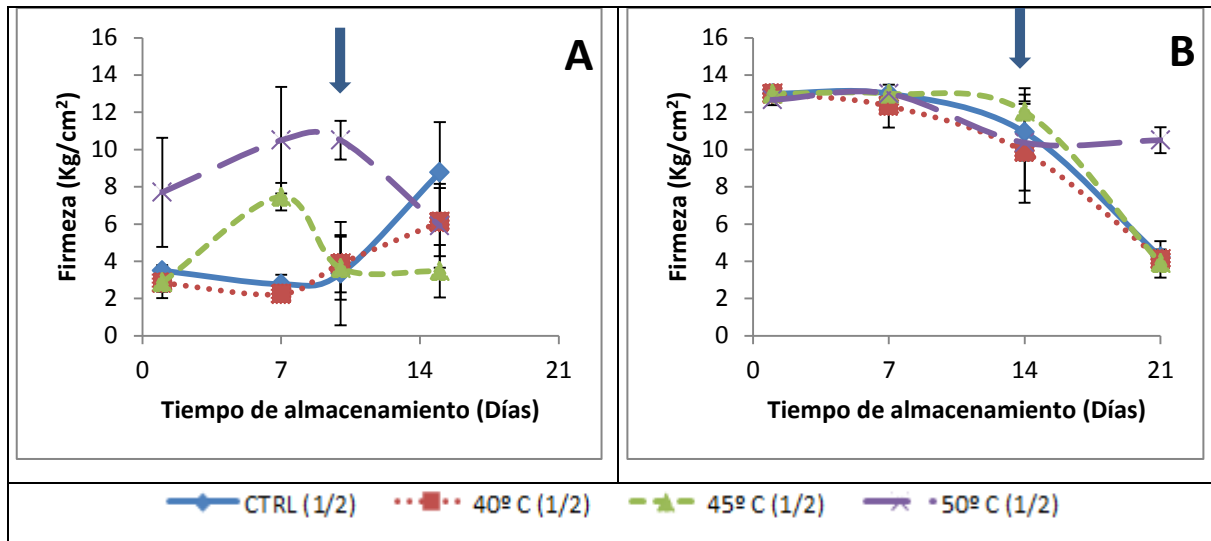 A
Firmeza (Kg/cm²)
16
14
12
10
8
6
4
2
0
0 7 14 21
Tiempo de almacenamiento (Días)
B
Firmeza (Kg/cm²)
16
14
12
10
8
6
4
2
0
0 7 14 21
Tiempo de almacenamiento (Días)
CTRL (1/2) 40º C (1/2) 45º C (1/2) 50º C (1/2)